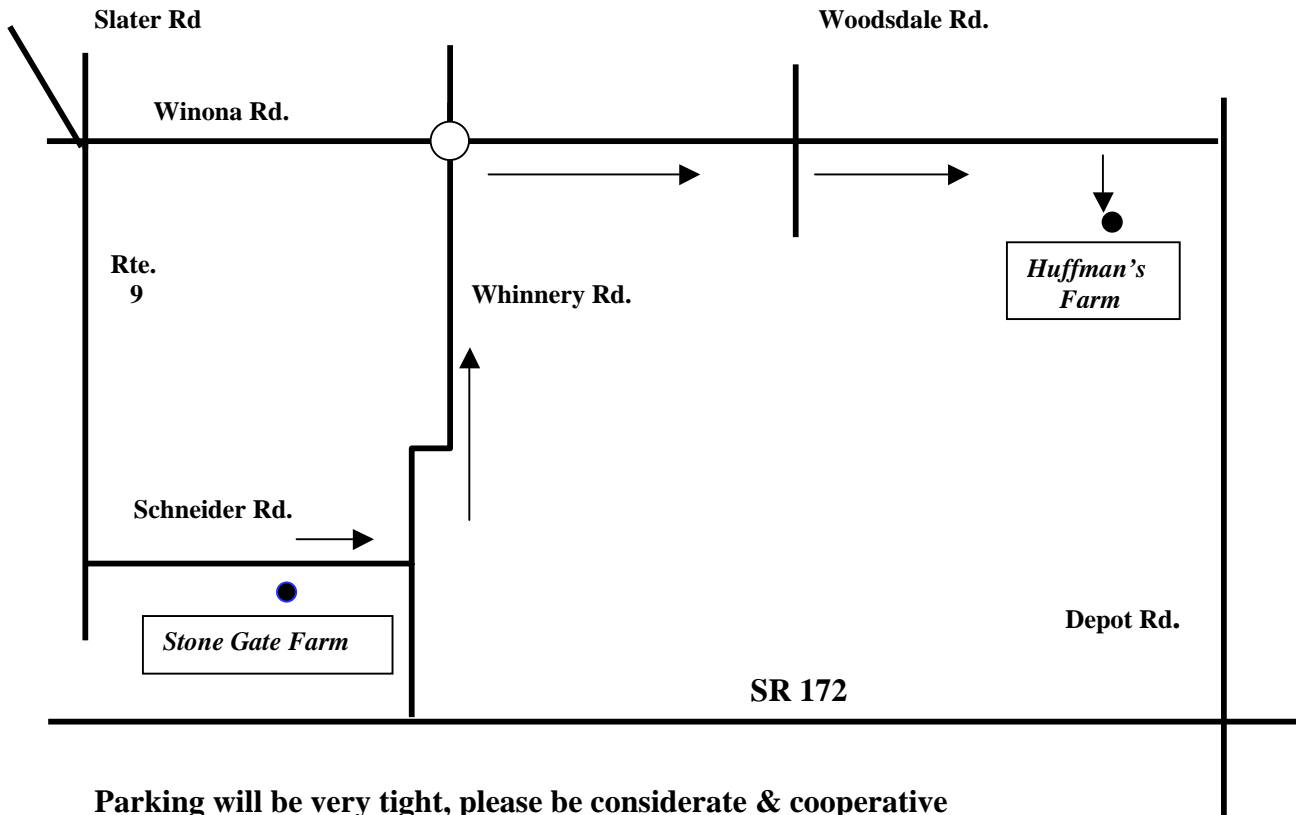 Slater Rd
Woodsdale Rd.
Winona Rd.
Rte.
9
Whinnery Rd.
Huffman's
Farm
Schneider Rd.
Stone Gate Farm
Depot Rd.
SR 172
Parking will be very tight, please be considerate & cooperative